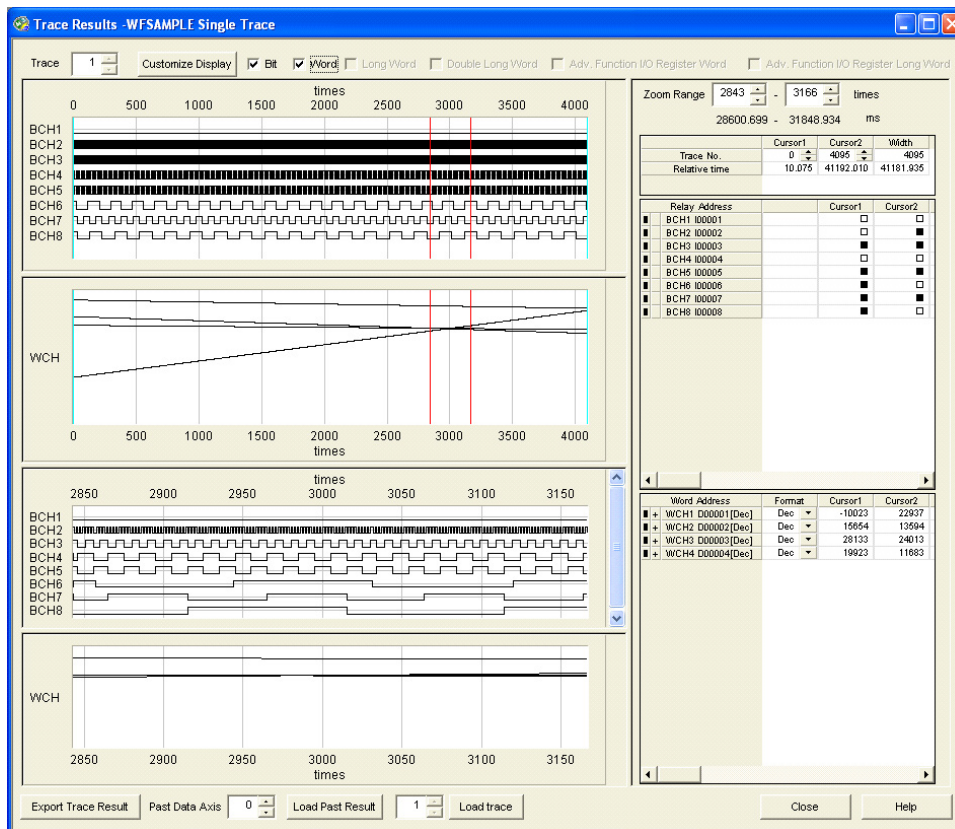 Trace Results -WFSAMPLE Single Trace
Trace 1 Customize Display Bit Word Long Word Double Long Word Adv. Function I/O Register Word Adv. Function I/O Register Long Word
times
0 500 1000 1500 2000 2500 3000 3500 4000
BCH1
BCH2
BCH3
BCH4
BCH5
BCH6
BCH7
BCH8
WCH
0 500 1000 1500 2000 2500 3000 3500 4000
times
times
2850 2900 2950 3000 3050 3100 3150
BCH1
BCH2
BCH3
BCH4
BCH5
BCH6
BCH7
BCH8
WCH
2850 2900 2950 3000 3050 3100 3150
times
Zoom Range 2843 - 3166 times
28600.699 - 31848.934 ms
Cursor1 Cursor2 Width
Trace No. 0 4095 4095
Relative time 10.075 41192.010 41181.935
Relay Address Cursor1 Cursor2
BCH1 I00001
BCH2 I00002
BCH3 I00003
BCH4 I00004
BCH5 I00005
BCH6 I00006
BCH7 I00007
BCH8 I00008
Word Address Format Cursor1 Cursor2
+ WCH1 D00001[Dec] Dec -10023 22937
+ WCH2 D00002[Dec] Dec 15654 13594
+ WCH3 D00003[Dec] Dec 28133 24013
+ WCH4 D00004[Dec] Dec 19923 11683
Export Trace Result Past Data Axis 0 Load Past Result 1 Load trace Close Help